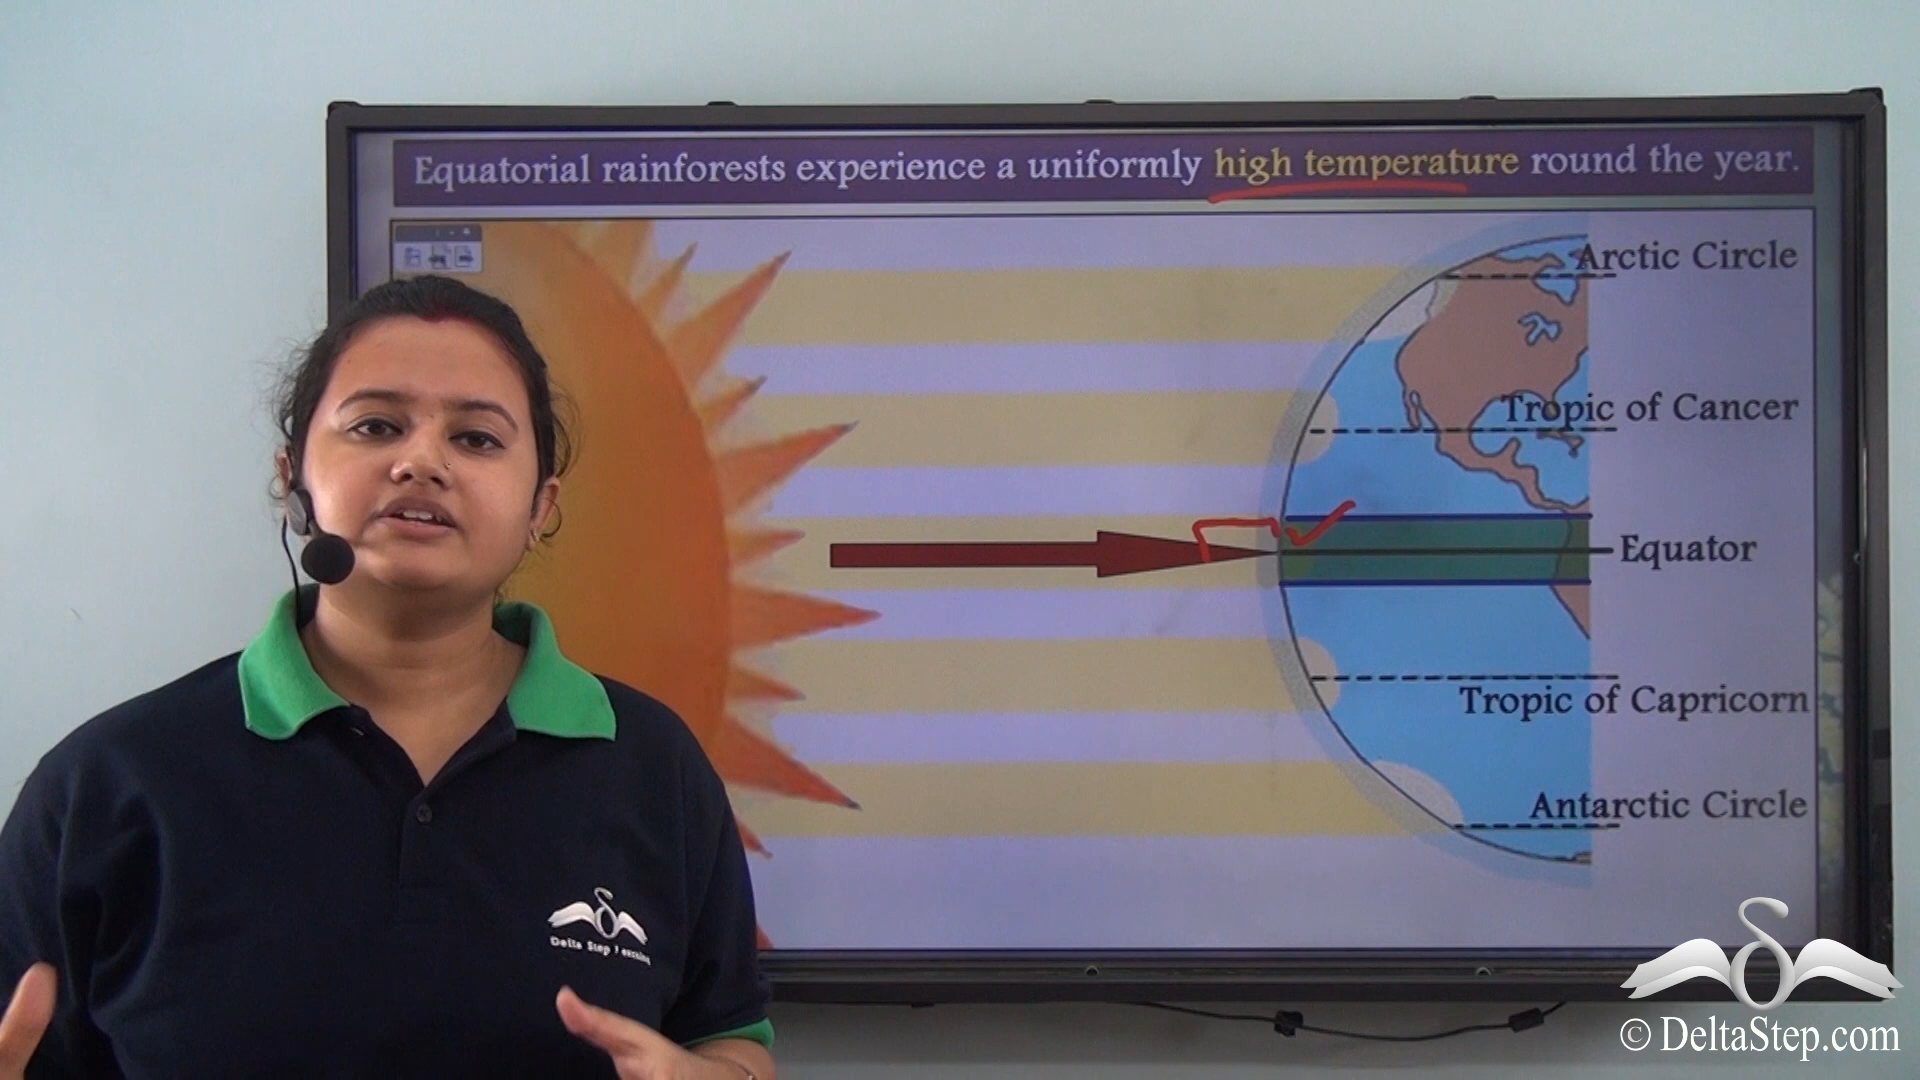 Equatorial rainforests experience a uniformly high temperature round the year.
Arctic Circle
Tropic of Cancer
Equator
Tropic of Capricorn
Antarctic Circle
Delta Step Learning
© DeltaStep.com